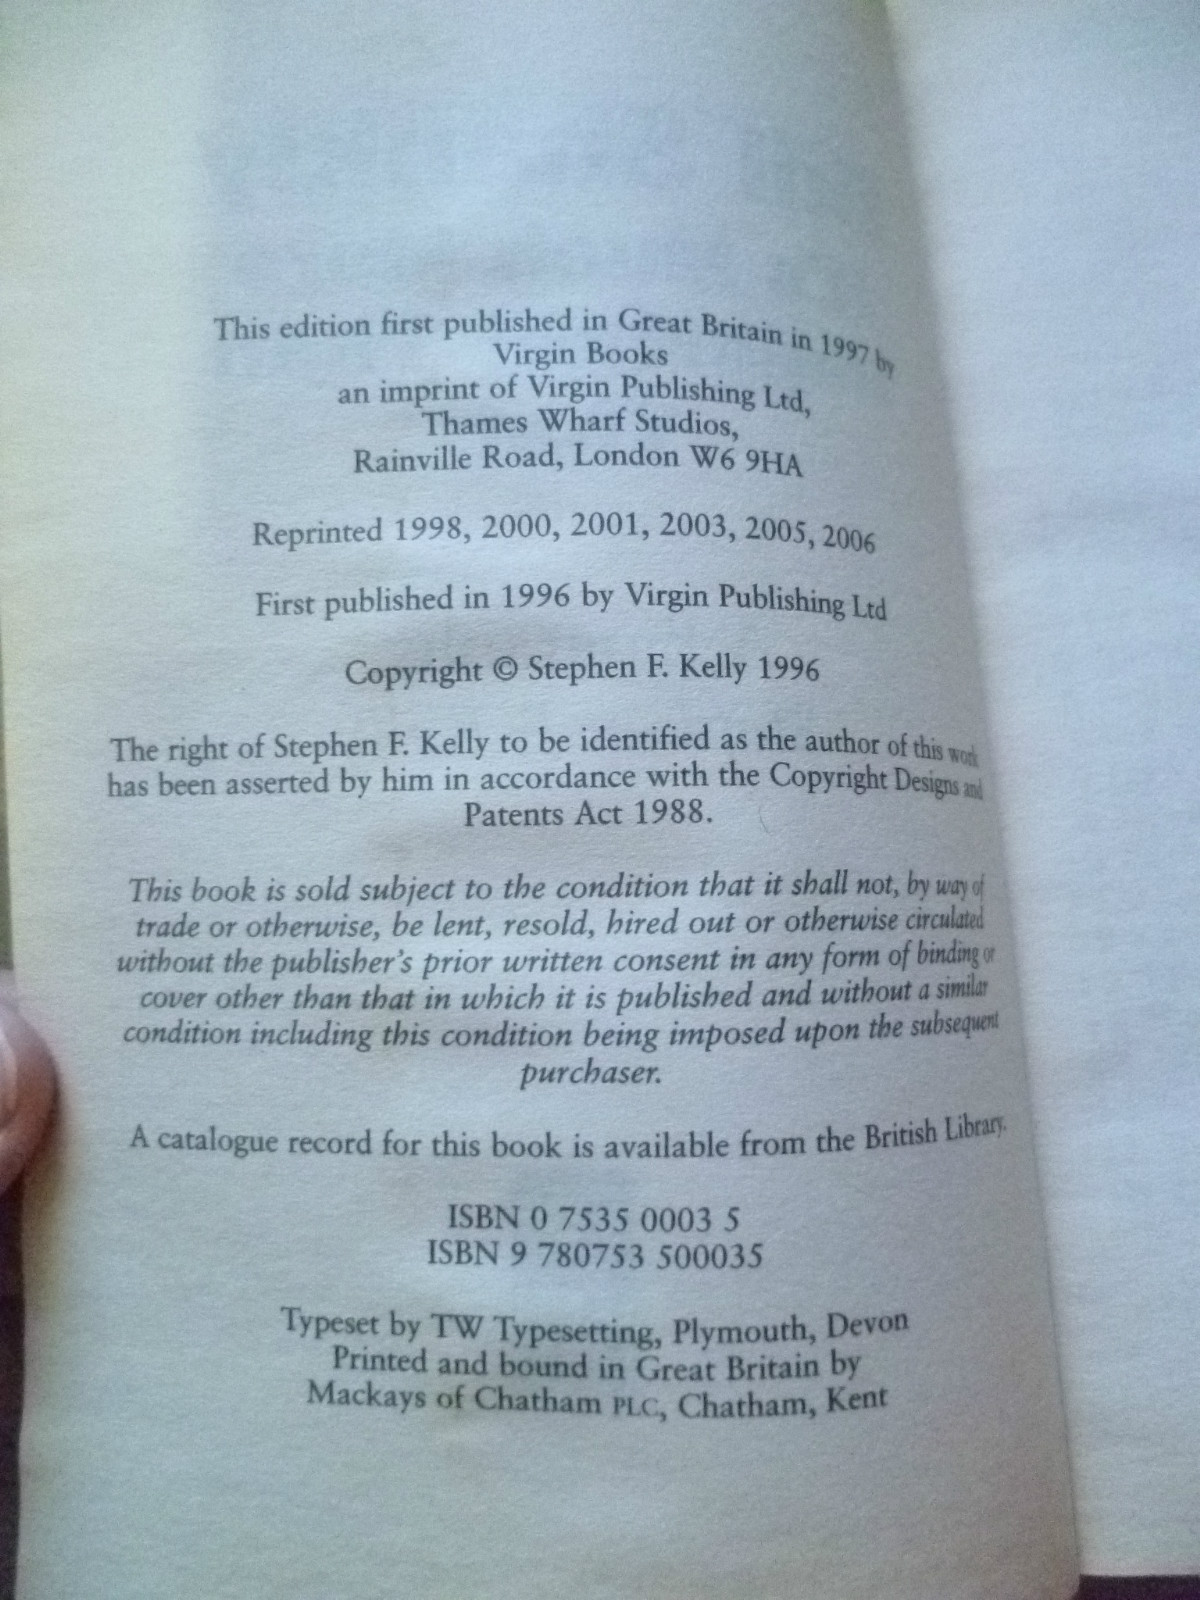 This edition first published in Great Britain in 1997 by
Virgin Books
an imprint of Virgin Publishing Ltd,
Thames Wharf Studios,
Rainville Road, London W6 9HA
Reprinted 1998, 2000, 2001, 2003, 2005, 2006
First published in 1996 by Virgin Publishing Ltd
Copyright © Stephen F. Kelly 1996
The right of Stephen F. Kelly to be identified as the author of this work
has been asserted by him in accordance with the Copyright Designs and
Patents Act 1988.
This book is sold subject to the condition that it shall not, by way of
trade or otherwise, be lent, resold, hired out or otherwise circulated
without the publisher's prior written consent in any form of binding or
cover other than that in which it is published and without a similar
condition including this condition being imposed upon the subsequent
purchaser.
A catalogue record for this book is available from the British Library.
ISBN 0 7535 0003 5
ISBN 9 780753 500035
Typeset by TW Typesetting, Plymouth, Devon
Printed and bound in Great Britain by
Mackays of Chatham PLC, Chatham, Kent